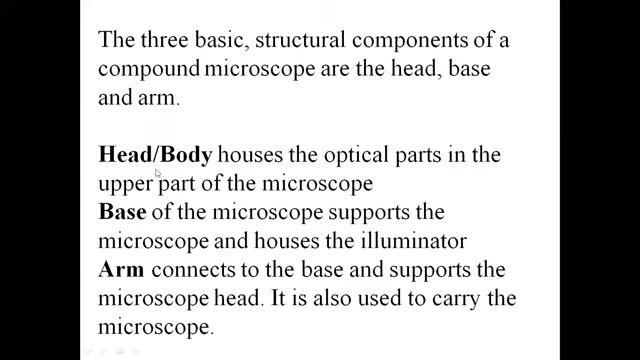 The three basic, structural components of a
compound microscope are the head, base
and arm.
Head/Body houses the optical parts in the
upper part of the microscope
Base of the microscope supports the
microscope and houses the illuminator
Arm connects to the base and supports the
microscope head. It is also used to carry the
microscope.